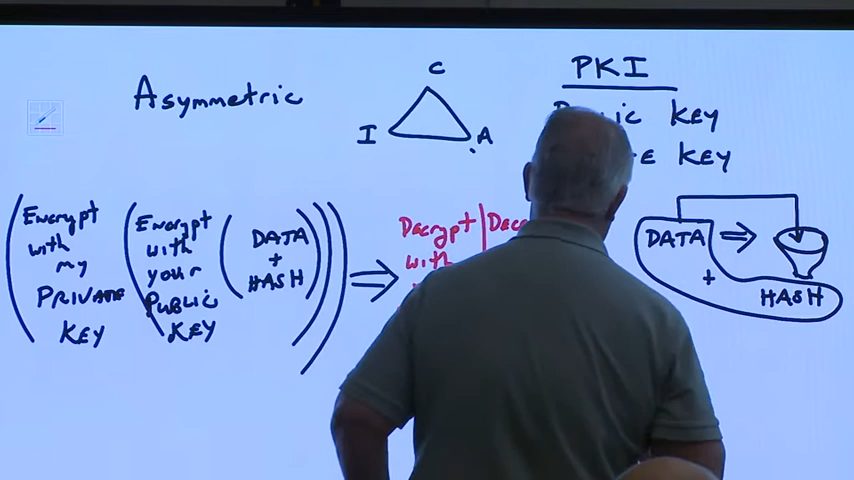 Asymmetric
C
I
A
PKI
Key
Key
Encrypt
with
my
PRIVATE
KEY
Encrypt
with
your
PUBLIC
KEY
DATA
+
HASH
Decrypt
with
DATA
+
HASH